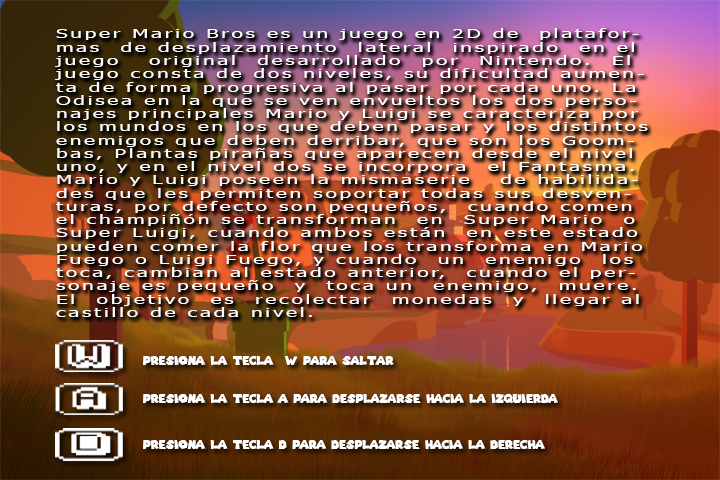 Super Mario Bros es un juego en 2D de platafor-
mas de desplazamiento lateral inspirado en el
juego original desarrollado por Nintendo. El
juego consta de dos niveles, su dificultad aumen-
ta de forma progresiva al pasar por cada uno. La
Odisea en la que se ven envueltos los dos perso-
najes principales Mario y Luigi se caracteriza por
los mundos en los que deben pasar y los distintos
enemigos que deben derribar, que son los Goom-
bas, Plantas pirañas que aparecen desde el nivel
uno, y en el nivel dos se incorpora el Fantasma.
Mario y Luigi poseen la mismaserie de habilida-
des que les permiten soportar todas sus desven-
turas, por defecto son pequeños, cuando comen
el champiñón se transforman en Super Mario o
Super Luigi, cuando ambos están en este estado
pueden comer la flor que los transforma en Mario
Fuego o Luigi Fuego, y cuando un enemigo los
toca, cambian al estado anterior, cuando el per-
sonaje es pequeño y toca un enemigo, muere.
El objetivo es recolectar monedas y llegar al
castillo de cada nivel.
W PRESIONA LA TECLA W PARA SALTAR
A PRESIONA LA TECLA A PARA DESPLAZARSE HACIA LA IZQUIERDA
D PRESIONA LA TECLA D PARA DESPLAZARSE HACIA LA DERECHA